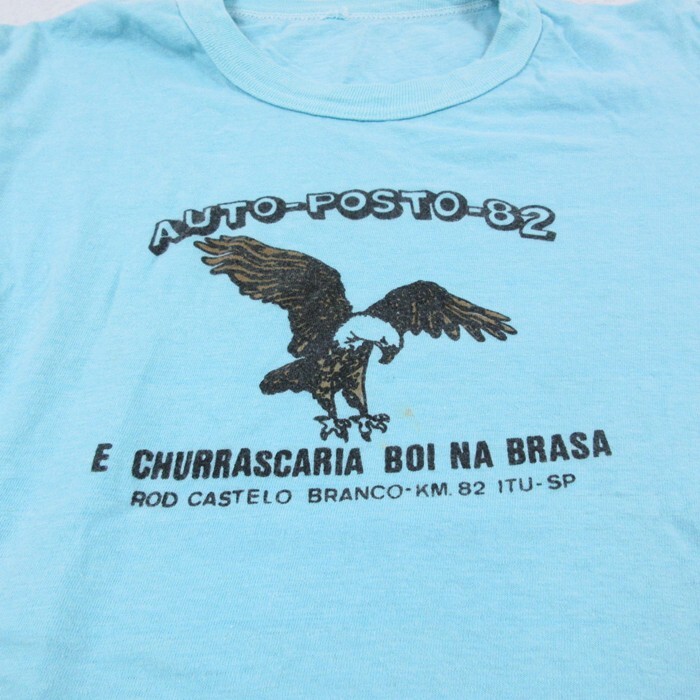 AUTO-POSTO-82
E CHURRASCARIA BOI NA BRASA
ROD CASTELO BRANCO-KM. 82 ITU-SP